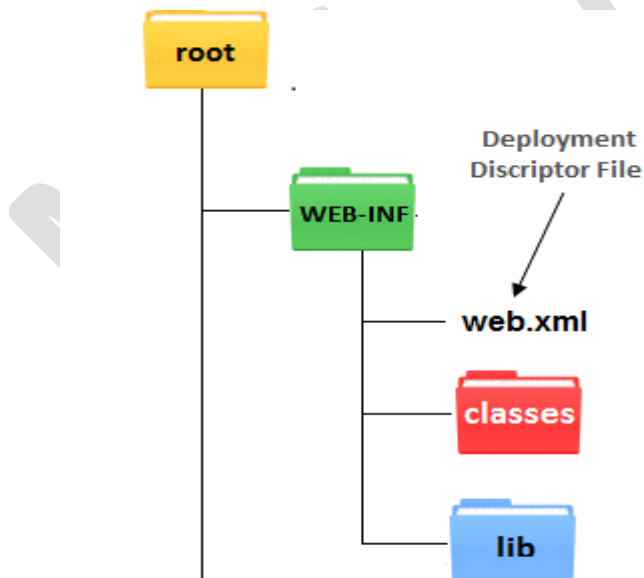 root
Deployment
Discriptor File
WEB-INF
web.xml
classes
lib